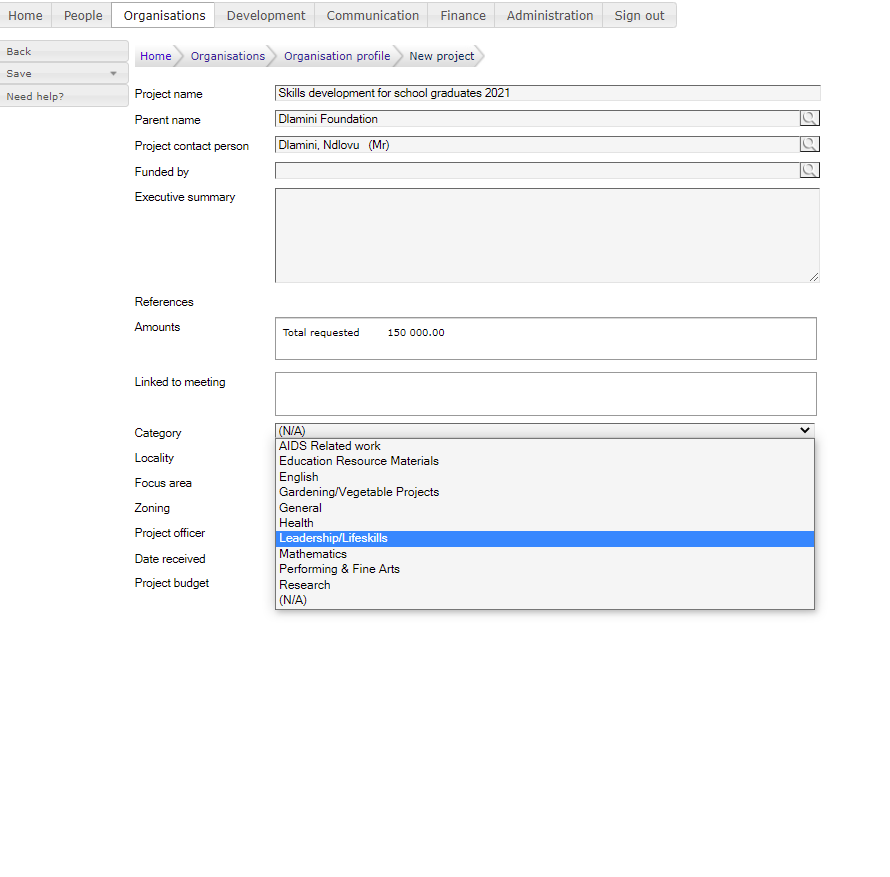 Home People Organisations Development Communication Finance Administration Sign out
Back
Save
Need help?
Home Organisations Organisation profile New project
Project name Skills development for school graduates 2021
Parent name Dlamini Foundation
Project contact person Dlamini, Ndlovu (Mr)
Funded by
Executive summary
References
Amounts Total requested 150 000.00
Linked to meeting
Category (N/A)
AIDS Related work
Education Resource Materials
English
Gardening/Vegetable Projects
General
Health
Leadership/Lifeskills
Mathematics
Performing & Fine Arts
Research
(N/A)
Locality
Focus area
Zoning
Project officer
Date received
Project budget